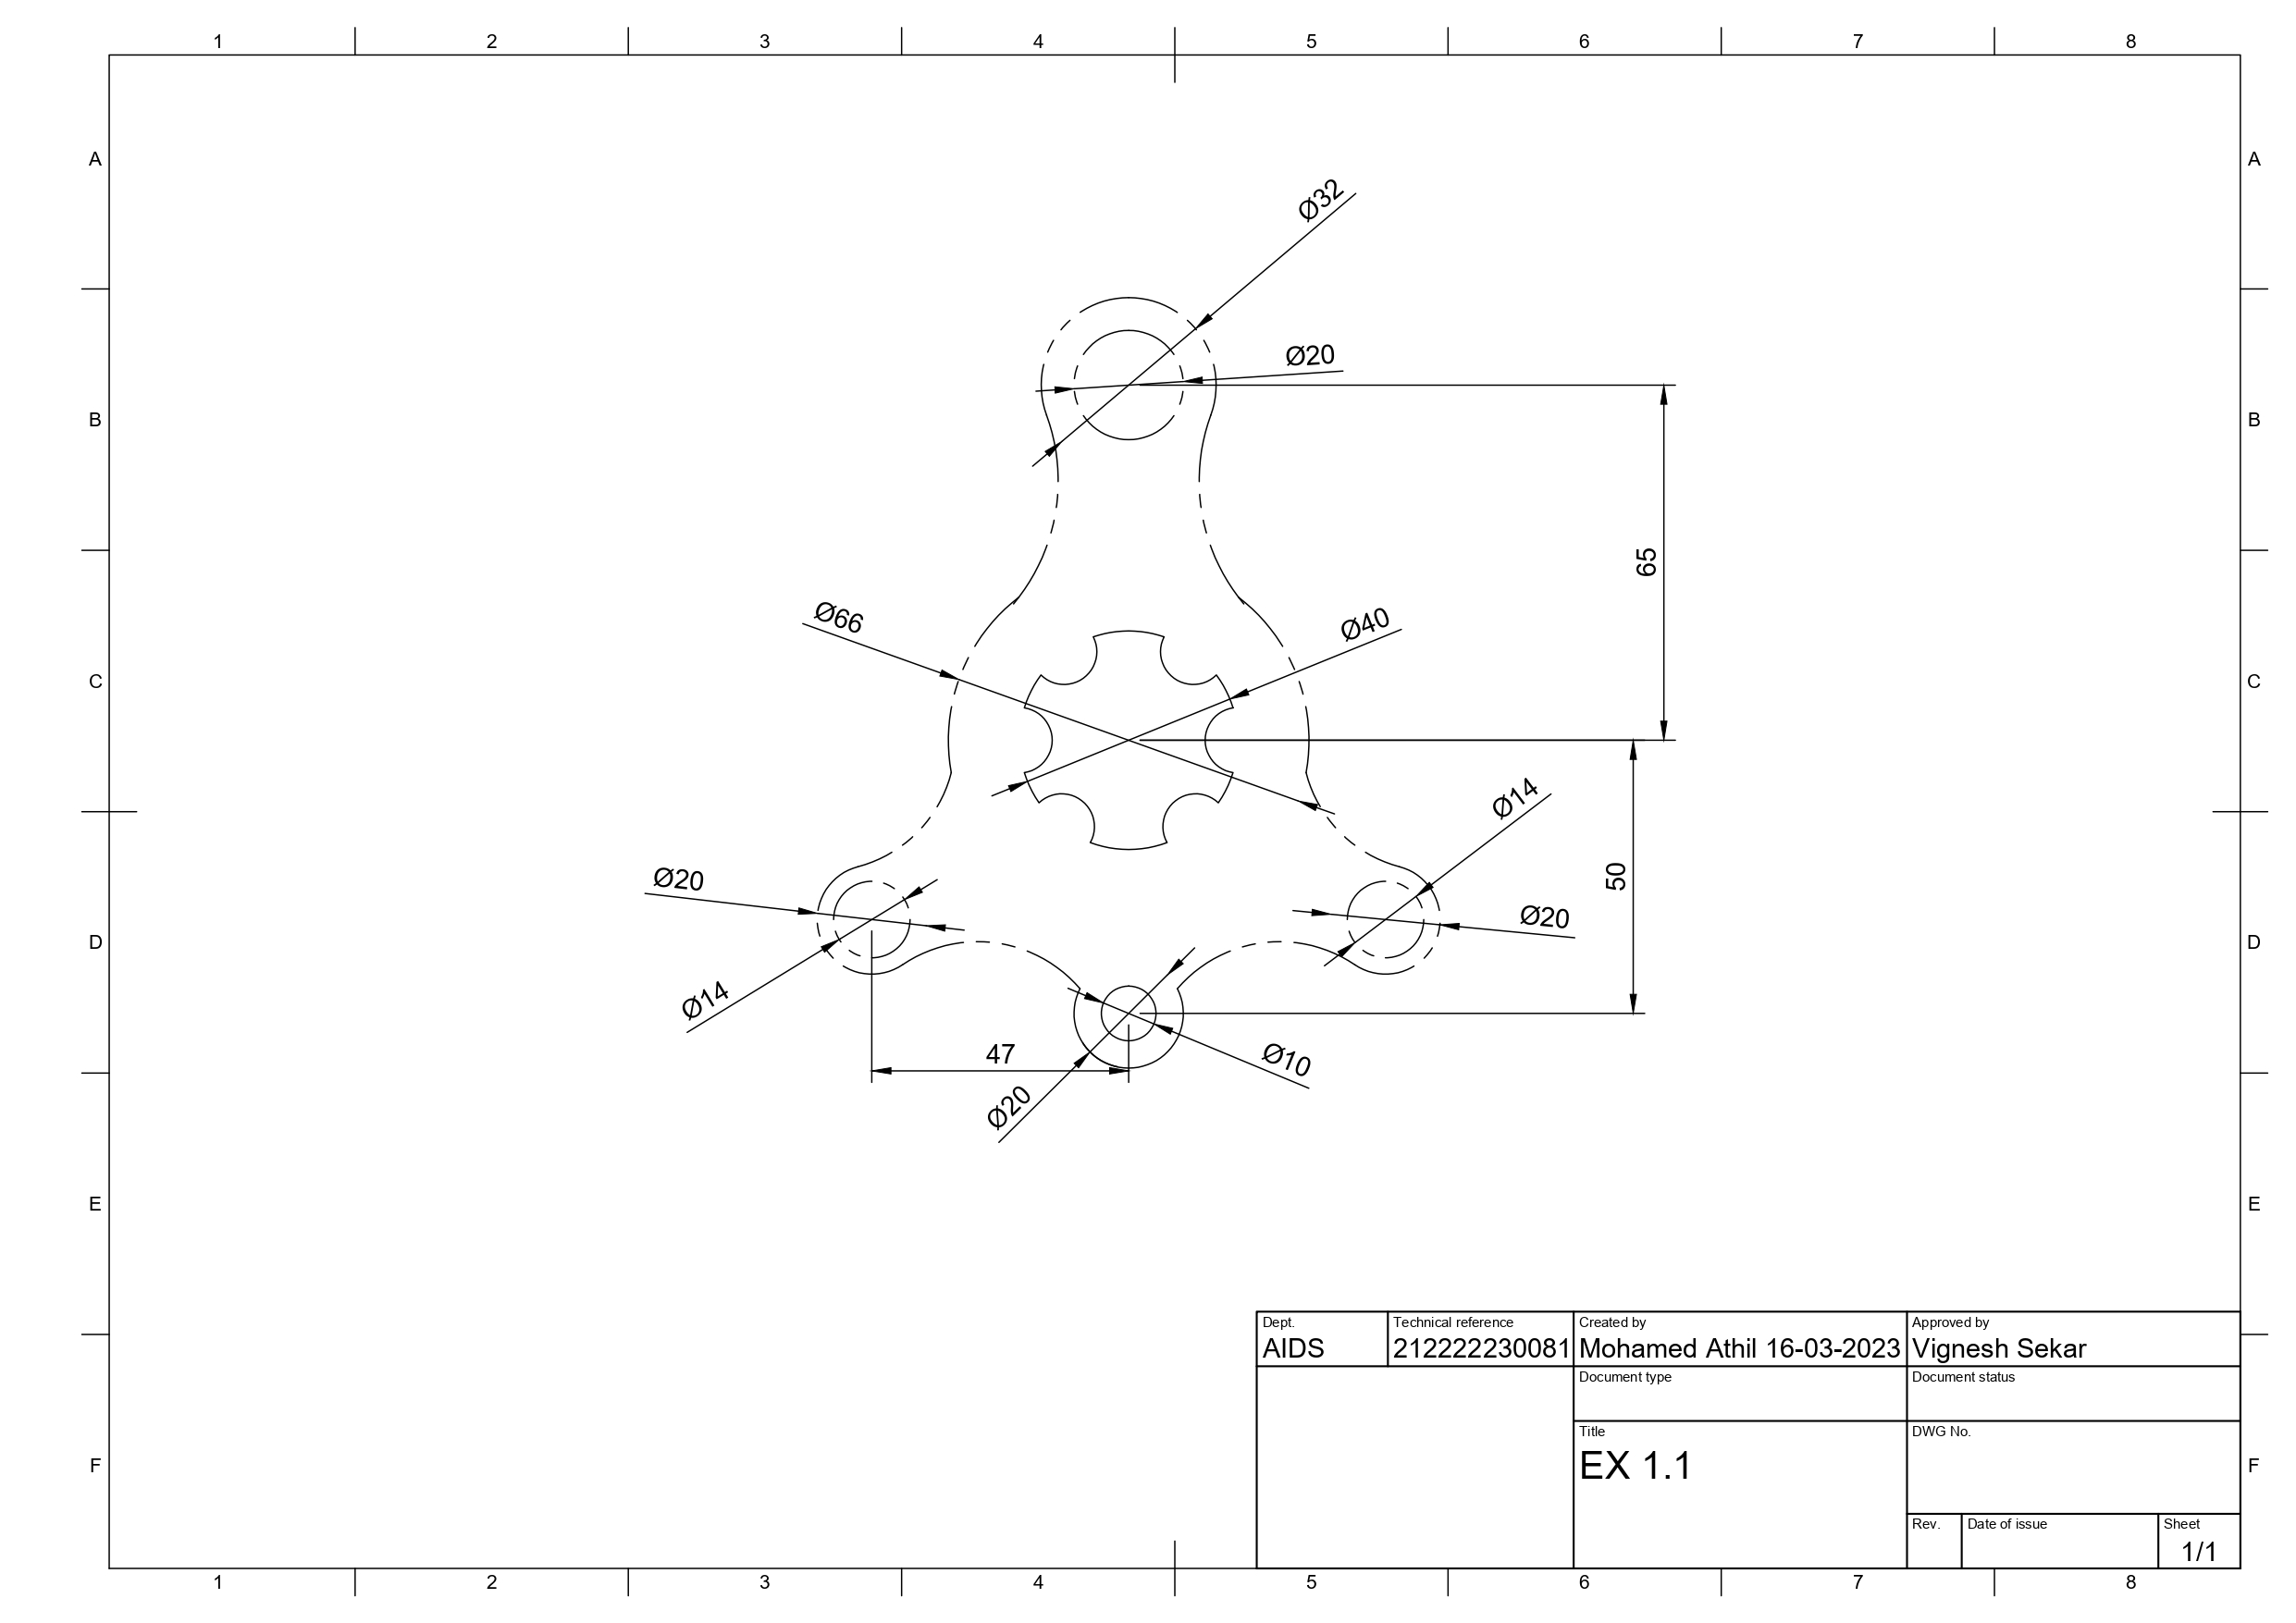 1 2 3 4 5 6 7 8
A A
Ø32
Ø20
B B
65
Ø66
Ø40
C C
Ø14
Ø20
50
Ø20
D D
Ø14
47
Ø10
Ø20
E E
Dept. Technical reference Created by Approved by
AIDS 212222230081 Mohamed Athil 16-03-2023 Vignesh Sekar
Document type Document status
Title DWG No.
EX 1.1
F F
Rev. Date of issue Sheet
1/1
1 2 3 4 5 6 7 8